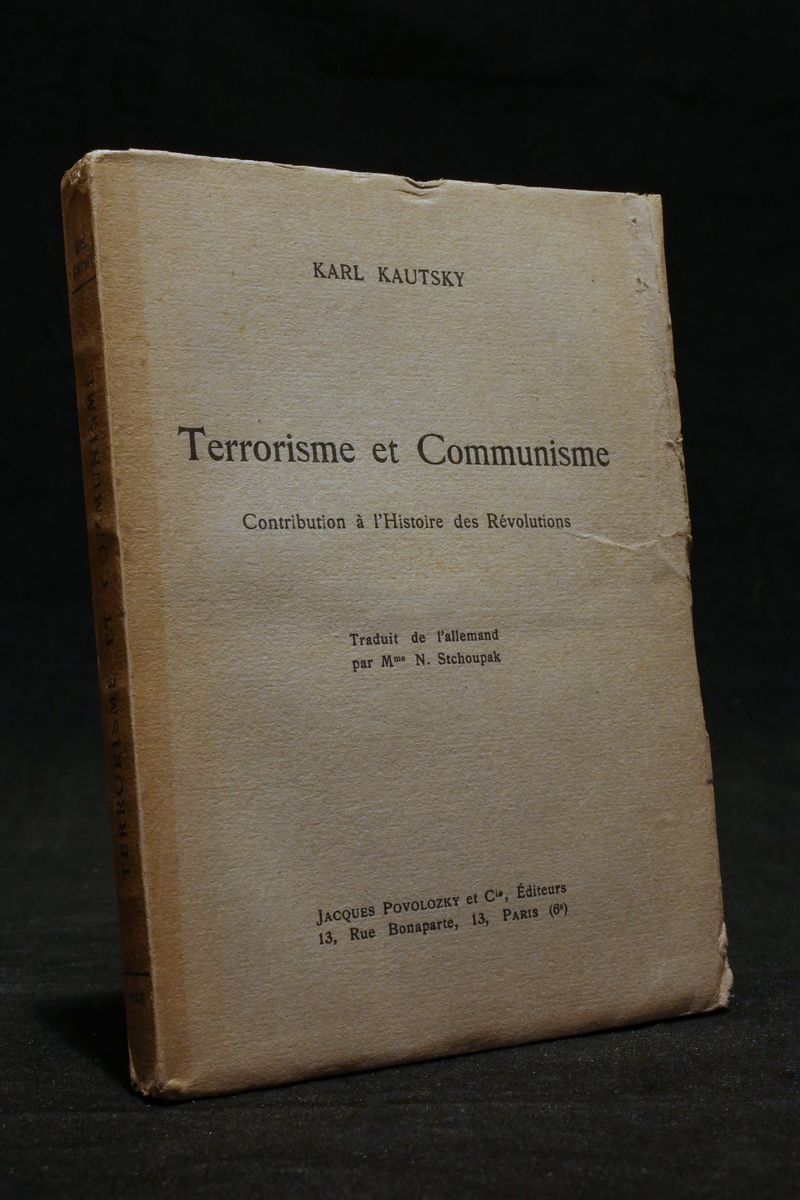 KARL KAUTSKY
Terrorisme et Communisme
Contribution à l'Histoire des Révolutions
Traduit de l'allemand
par Mme N. Stchoupak
JACQUES POVOLOZKY et Cie, Éditeurs
13, Rue Bonaparte, 13, PARIS (6e)
TERRORISME ET COMMUNISME